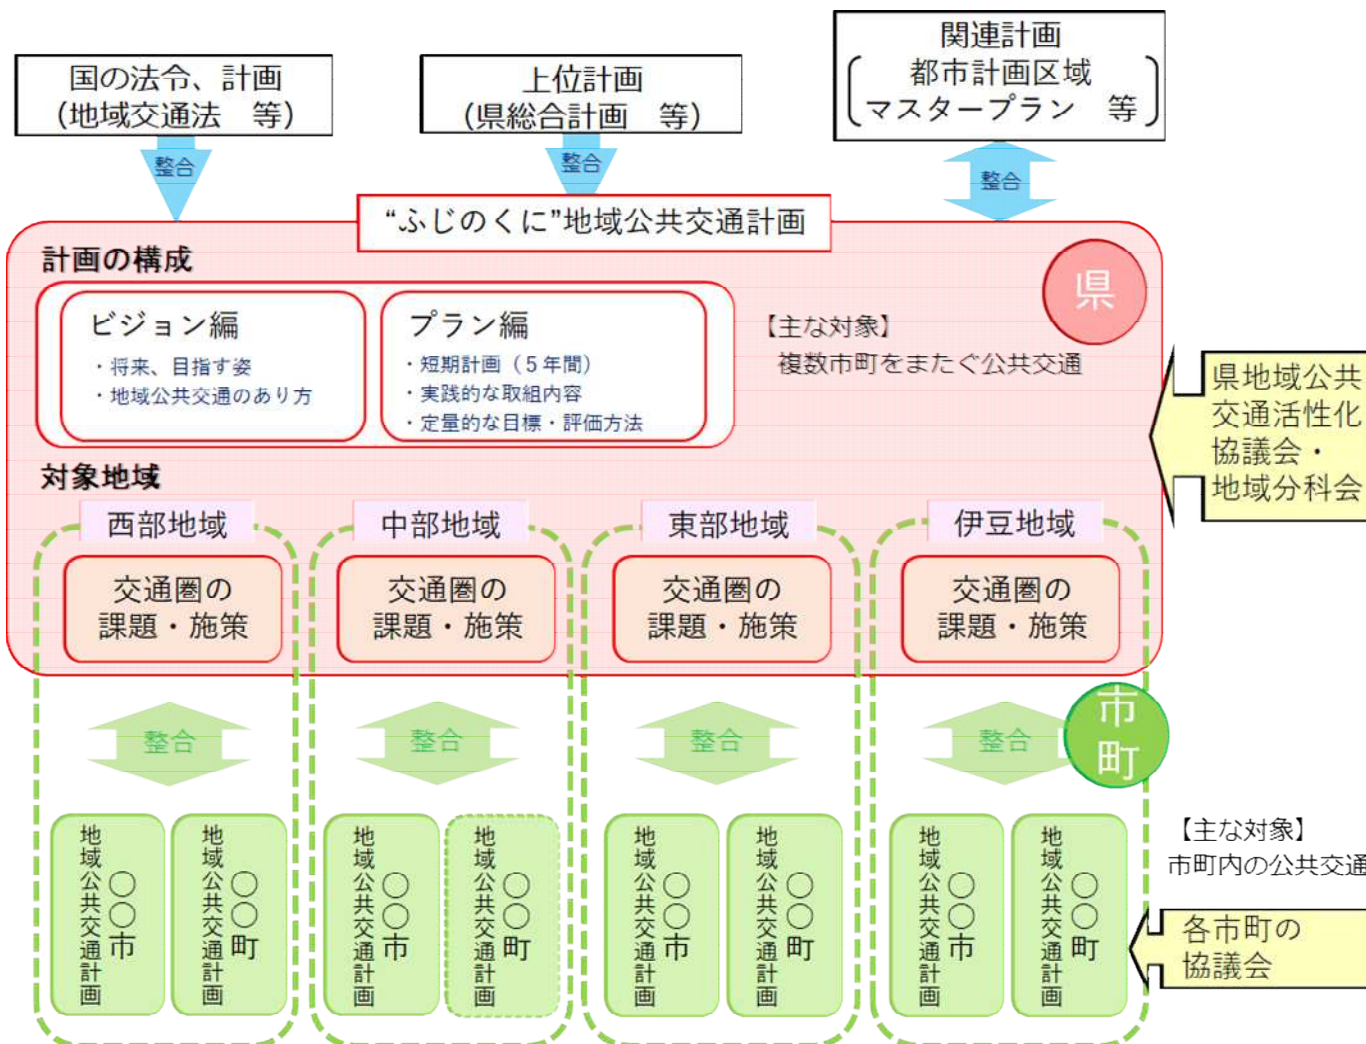 国の法令、計画
(地域交通法　等)
上位計画
(県総合計画　等)
関連計画
都市計画区域
マスタープラン　等
整合
整合
整合
“ふじのくに”地域公共交通計画
計画の構成
県
ビジョン編
・将来、目指す姿
・地域公共交通のあり方
プラン編
・短期計画（５年間）
・実践的な取組内容
・定量的な目標・評価方法
【主な対象】
複数市町をまたぐ公共交通
県地域公共
交通活性化
協議会・
地域分科会
対象地域
西部地域
中部地域
東部地域
伊豆地域
交通圏の
課題・施策
交通圏の
課題・施策
交通圏の
課題・施策
交通圏の
課題・施策
整合
整合
整合
整合
市
町
〇〇市
地域公共交通計画
〇〇町
地域公共交通計画
〇〇市
地域公共交通計画
〇〇町
地域公共交通計画
〇〇市
地域公共交通計画
〇〇町
地域公共交通計画
〇〇市
地域公共交通計画
〇〇町
地域公共交通計画
【主な対象】
市町内の公共交通
各市町の
協議会